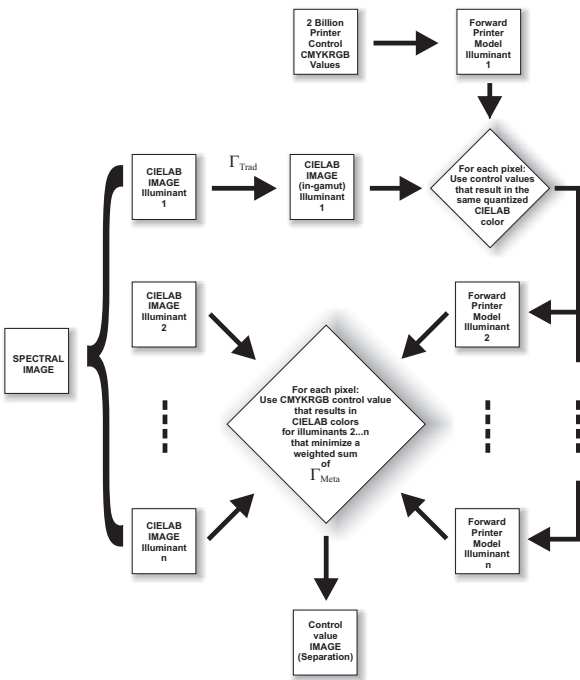 2 Billion
Printer
Control
CMYKRGB
Values
Forward
Printer
Model
Illuminant
1
CIELAB
IMAGE
Illuminant
1
Γ Trad
CIELAB
IMAGE
(in-gamut)
Illuminant
1
For each pixel:
Use control values
that result in the
same quantized
CIELAB
color
CIELAB
IMAGE
Illuminant
2
Forward
Printer
Model
Illuminant
2
SPECTRAL
IMAGE
For each pixel:
Use CMYKRGB control value
that results in
CIELAB colors
for illuminants 2...n
that minimize a
weighted sum
of
Γ Meta
CIELAB
IMAGE
Illuminant
n
Forward
Printer
Model
Illuminant
n
Control
value
IMAGE
(Separation)